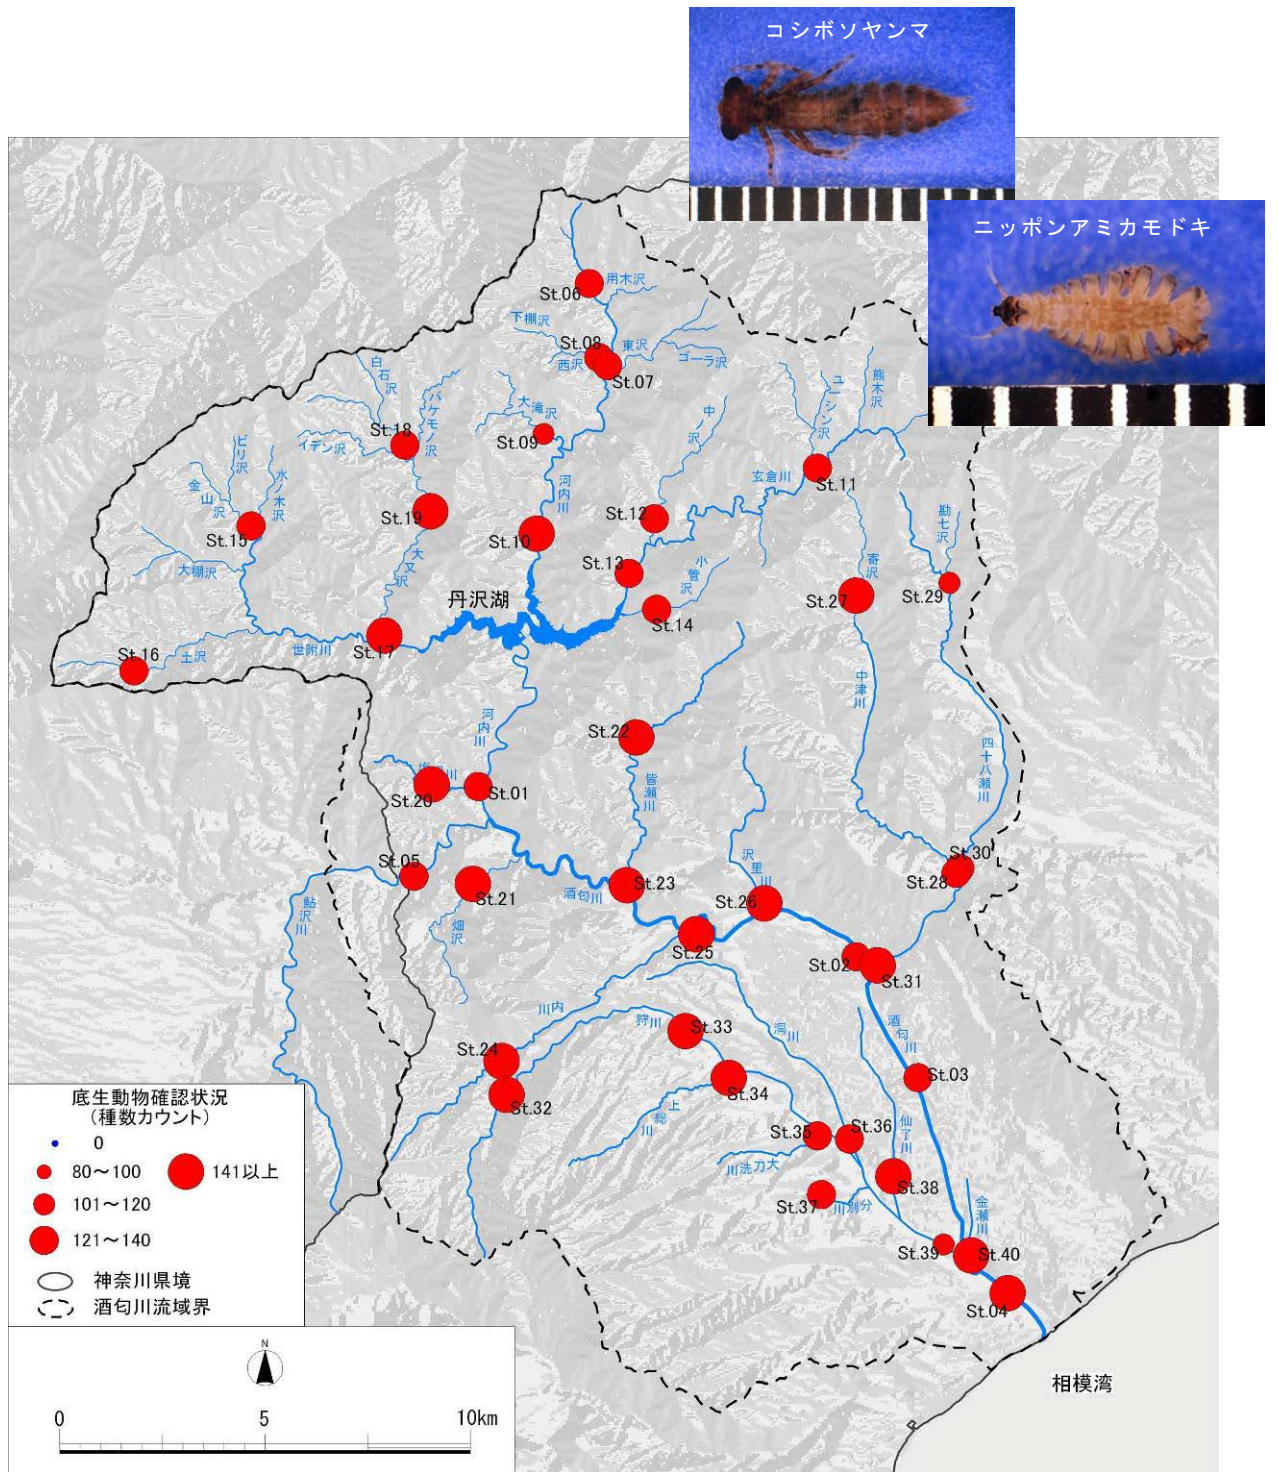 コシボソヤンマ
ニッポンアミカモドキ
用木沢
St.06
下棚沢
St.08
西沢
東沢
ゴーラ沢
St.07
白石沢
バケモノ沢
大滝沢
中ノ沢
ユーシン沢
熊木沢
St.18
イデン沢
St.09
ビリ沢
金山沢
水ノ木沢
河内川
玄倉川
St.11
St.15
St.19
St.10
St.12
勘七沢
大棚沢
大又沢
St.13
小菅沢
寄沢
丹沢湖
St.14
St.27
St.29
St.16
土沢
世附川
St.17
河内川
St.22
中津川
四十八瀬川
St.20
St.01
皆瀬川
St.05
St.21
酒匂川
St.23
沢里川
St.26
St.30
St.28
鮎沢川
畑沢
St.25
St.02
St.31
川内
狩川
St.33
洞川
酒匂川
St.24
St.32
St.34
St.03
川総上
St.35
St.36
仙了川
川洗刀大
St.37
川別分
St.38
金瀬川
St.39
St.40
St.04
底生動物確認状況
(種数カウント)
0
80～100
141以上
101～120
121～140
神奈川県境
酒匂川流域界
N
0 5 10km
相模湾